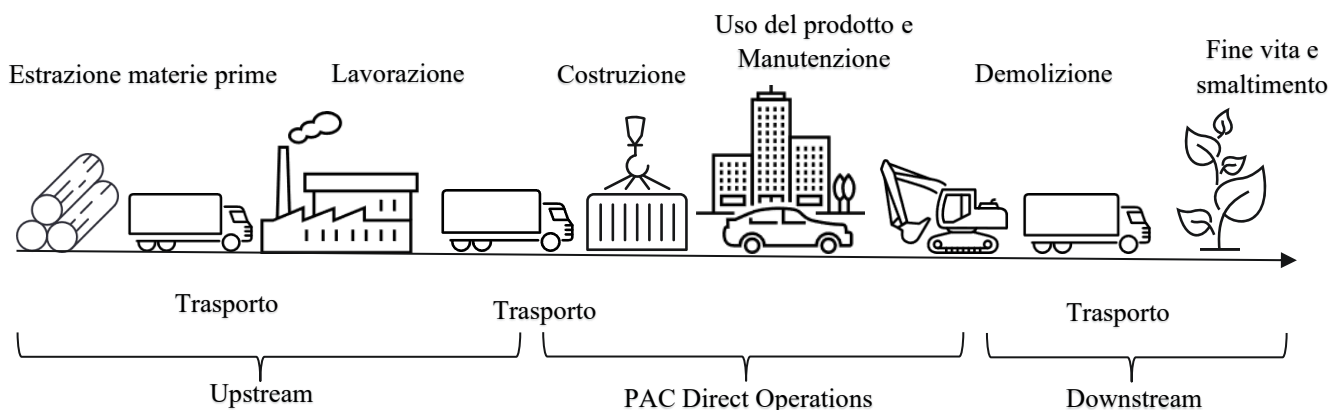 Estrazione materie prime
Lavorazione
Costruzione
Uso del prodotto e
Manutenzione
Demolizione
Fine vita e
smaltimento
Trasporto
Trasporto
Trasporto
Upstream
PAC Direct Operations
Downstream